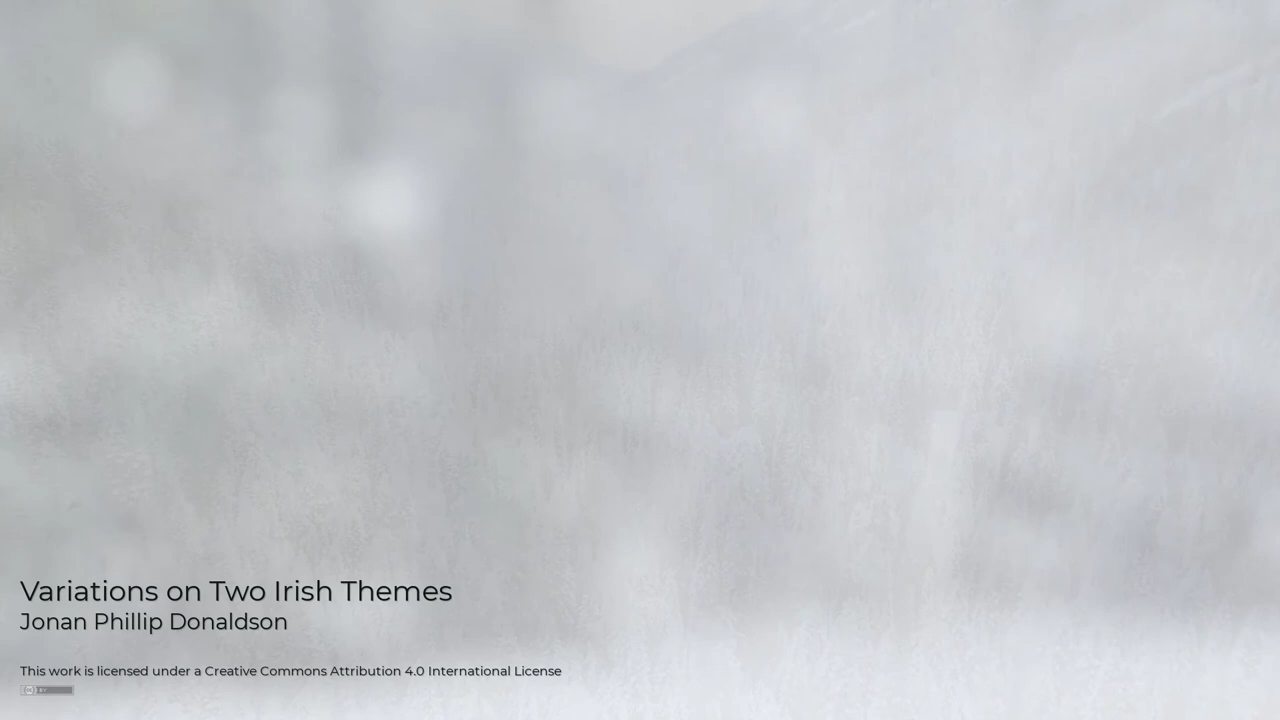 Variations on Two Irish Themes
Jonan Phillip Donaldson
This work is licensed under a Creative Commons Attribution 4.0 International License
BY